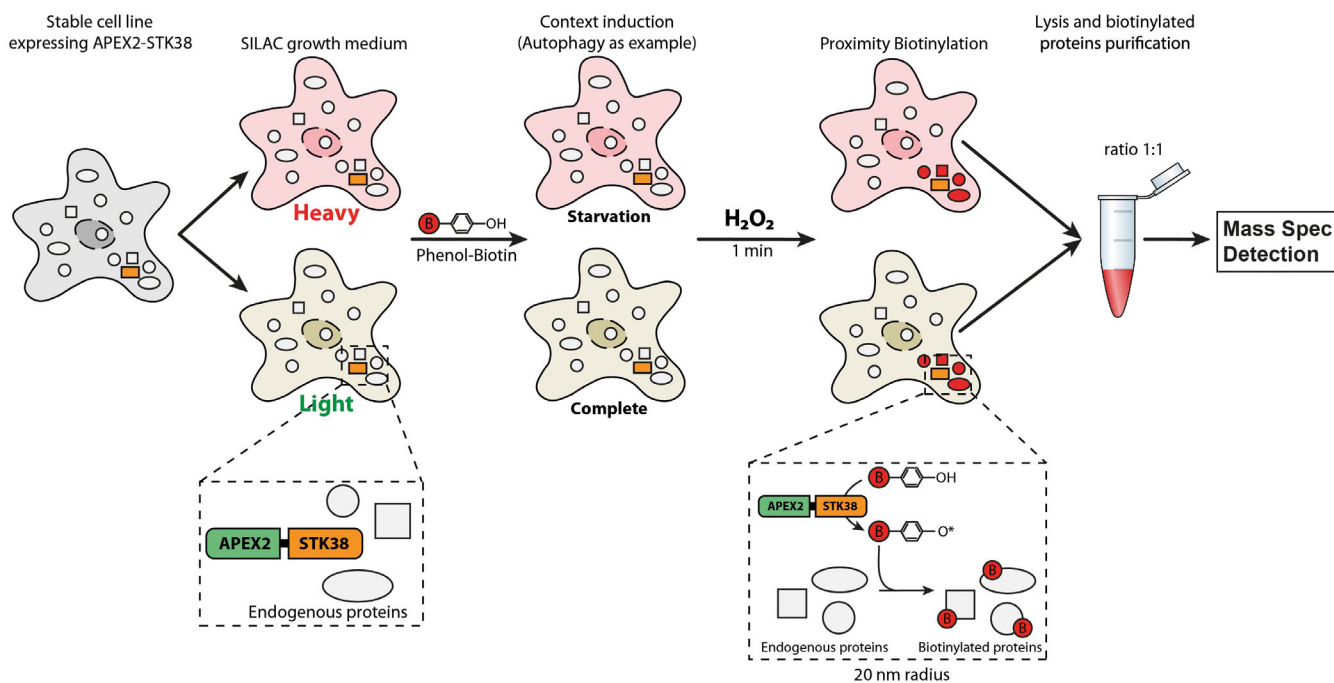 Stable cell line
expressing APEX2-STK38
SILAC growth medium
Context induction
(Autophagy as example)
Proximity Biotinylation
Lysis and biotinylated
proteins purification
Heavy
Light
B
OH
Phenol-Biotin
Starvation
Complete
H₂O₂
1 min
ratio 1:1
Mass Spec
Detection
APEX2
STK38
Endogenous proteins
B
OH
APEX2
STK38
B
O*
B
B
B
Endogenous proteins
Biotinylated proteins
20 nm radius